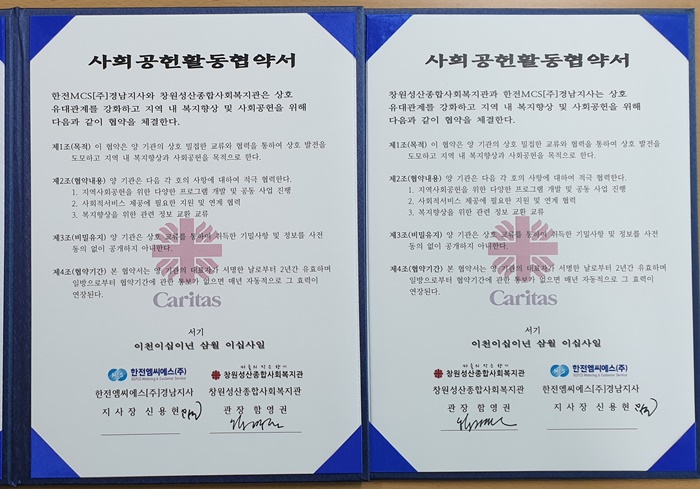 사회공헌활동협약서
한전MCS[주]경남지사와 창원성산종합사회복지관은 상호
유대관계를 강화하고 지역 내 복지향상 및 사회공헌을 위해
다음과 같이 협약을 체결한다.
제1조(목적) 이 협약은 양 기관의 상호 밀접한 교류와 협력을 통하여 상호 발전을
도모하고 지역 내 복지향상과 사회공헌을 목적으로 한다.
제2조(협약내용) 양 기관은 다음 각 호의 사항에 대하여 적극 협력한다.
1. 지역사회공헌을 위한 다양한 프로그램 개발 및 공동 사업 진행
2. 사회적서비스 제공에 필요한 지원 및 연계 협력
3. 복지향상을 위한 관련 정보 교환 교류
제3조(비밀유지) 양 기관은 상호 교류를 통하여 취득한 기밀사항 및 정보를 사전
동의 없이 공개하지 아니한다.
제4조(협약기간) 본 협약서는 양 기관의 대표자가 서명한 날로부터 2년간 유효하며
일방으로부터 협약기간에 관한 통보가 없으면 매년 자동적으로 그 효력이
연장된다.
Caritas
서기
이천이십이년 삼월 이십사일
MCS 한전엠씨에스(주)
KEPCO Metering & Customer Service
창원성산종합사회복지관
한전엠씨에스[주]경남지사 창원성산종합사회복지관
지 사 장 신 용 현 관 장 함 영 권
사회공헌활동협약서
창원성산종합사회복지관과 한전MCS[주]경남지사는 상호
유대관계를 강화하고 지역 내 복지향상 및 사회공헌을 위해
다음과 같이 협약을 체결한다.
제1조(목적) 이 협약은 양 기관의 상호 밀접한 교류와 협력을 통하여 상호 발전을
도모하고 지역 내 복지향상과 사회공헌을 목적으로 한다.
제2조(협약내용) 양 기관은 다음 각 호의 사항에 대하여 적극 협력한다.
1. 지역사회공헌을 위한 다양한 프로그램 개발 및 공동 사업 진행
2. 사회적서비스 제공에 필요한 지원 및 연계 협력
3. 복지향상을 위한 관련 정보 교환 교류
제3조(비밀유지) 양 기관은 상호 교류를 통하여 취득한 기밀사항 및 정보를 사전
동의 없이 공개하지 아니한다.
제4조(협약기간) 본 협약서는 양 기관의 대표자가 서명한 날로부터 2년간 유효하며
일방으로부터 협약기간에 관한 통보가 없으면 매년 자동적으로 그 효력이
연장된다.
Caritas
서기
이천이십이년 삼월 이십사일
창원성산종합사회복지관
MCS 한전엠씨에스(주)
KEPCO Metering & Customer Service
창원성산종합사회복지관 한전엠씨에스[주]경남지사
관 장 함 영 권 지 사 장 신 용 현